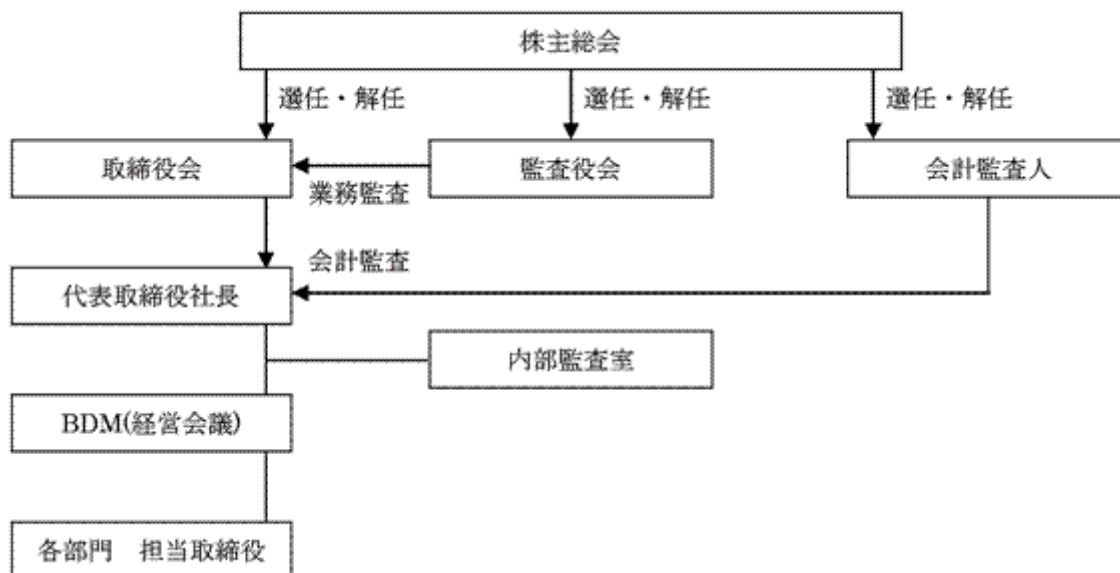 株主総会
選任・解任
選任・解任
選任・解任
取締役会
監査役会
会計監査人
業務監査
会計監査
代表取締役社長
内部監査室
BDM(経営会議)
各部門　担当取締役